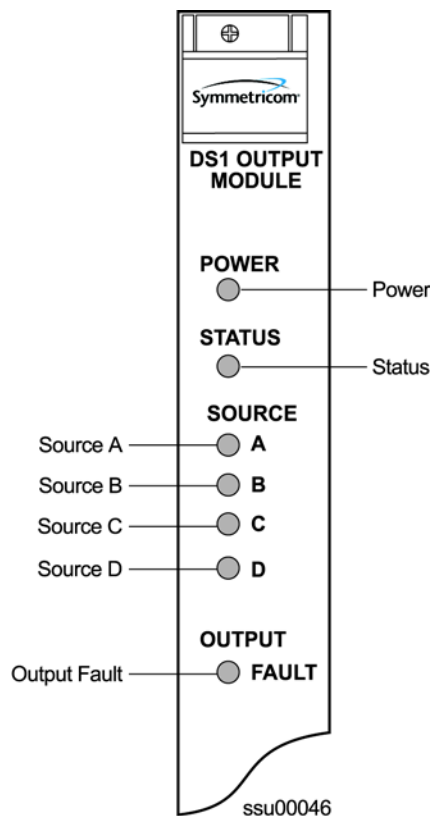 Symmetricom
DS1 OUTPUT
MODULE
POWER
Power
STATUS
Status
SOURCE
Source A A
Source B B
Source C C
Source D D
OUTPUT
Output Fault FAULT
ssu00046